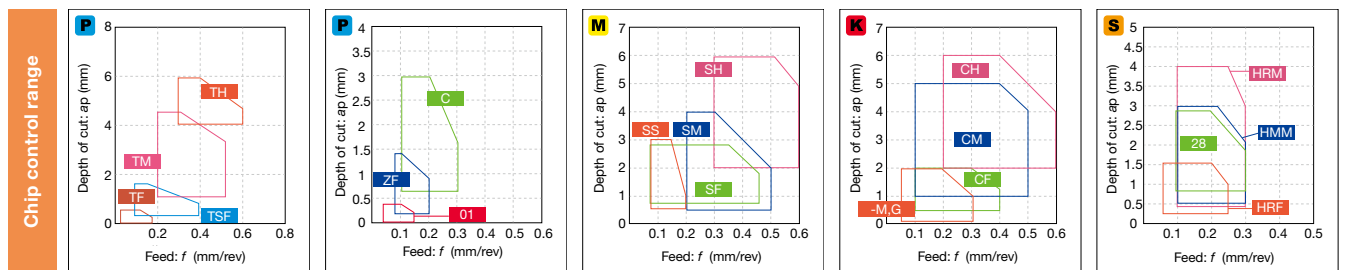 Chip control range
P
Depth of cut: ap (mm)
8
6
4
2
0
0.2
0.4
0.6
0.8
Feed: f (mm/rev)
TH
TM
TF
TSF
P
Depth of cut: ap (mm)
4
3.5
3
2.5
2
1.5
1
0.5
0
0.1
0.2
0.3
0.4
0.5
0.6
Feed: f (mm/rev)
C
ZF
01
M
Depth of cut: ap (mm)
7
6
5
4
3
2
1
0
0.1
0.2
0.3
0.4
0.5
0.6
Feed: f (mm/rev)
SH
SS
SM
SF
K
Depth of cut: ap (mm)
7
6
5
4
3
2
1
0
0.1
0.2
0.3
0.4
0.5
0.6
Feed: f (mm/rev)
CH
CM
CF
-M,G
S
Depth of cut: ap (mm)
5
4.5
4
3.5
3
2.5
2
1.5
1
0.5
0
0.1
0.2
0.3
0.4
0.5
Feed: f (mm/rev)
HRM
HMM
28
HRF